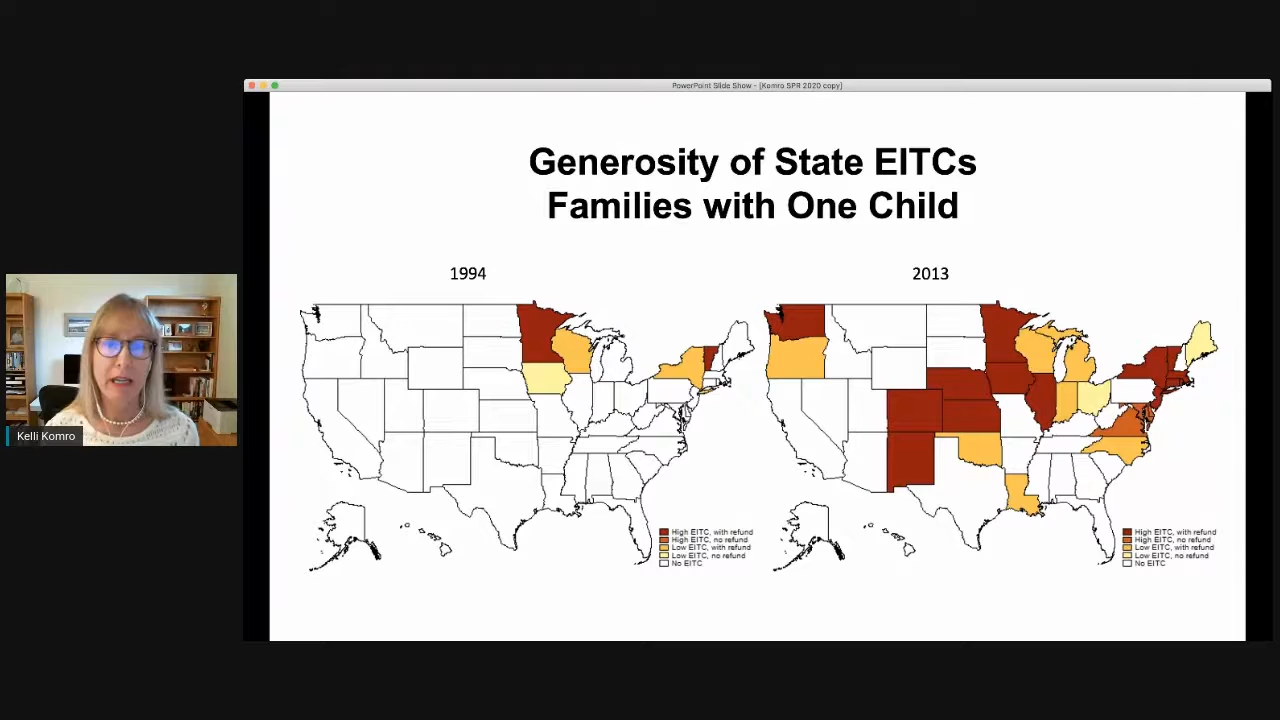 PowerPoint Slide Show - [Komro SPR 2020 copy]
Generosity of State EITCs
Families with One Child
1994
2013
High EITC, with refund
High EITC, no refund
Low EITC, with refund
Low EITC, no refund
No EITC
High EITC, with refund
High EITC, no refund
Low EITC, with refund
Low EITC, no refund
No EITC
Kelli Komro